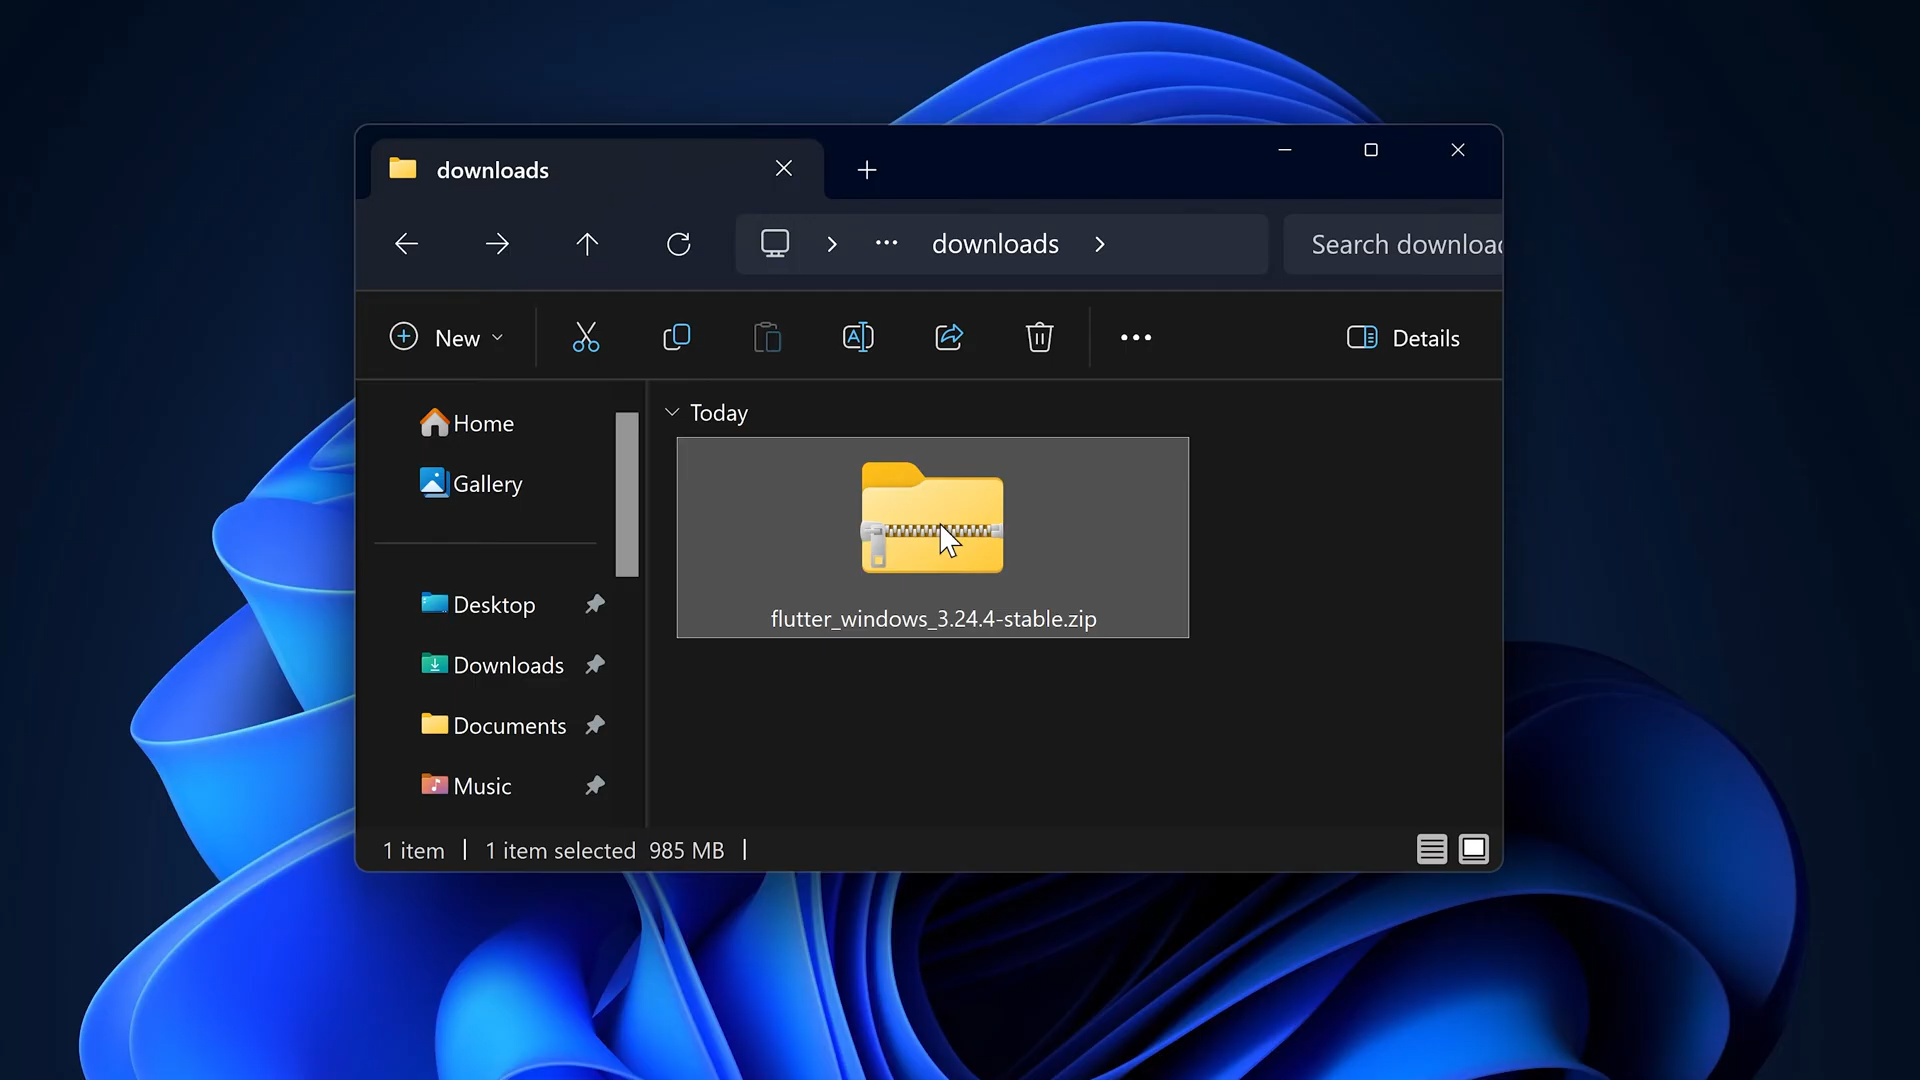 downloads
downloads
Search downloa
New
Details
Home
Gallery
Desktop
Downloads
Documents
Music
Today
flutter_windows_3.24.4-stable.zip
1 item | 1 item selected 985 MB |